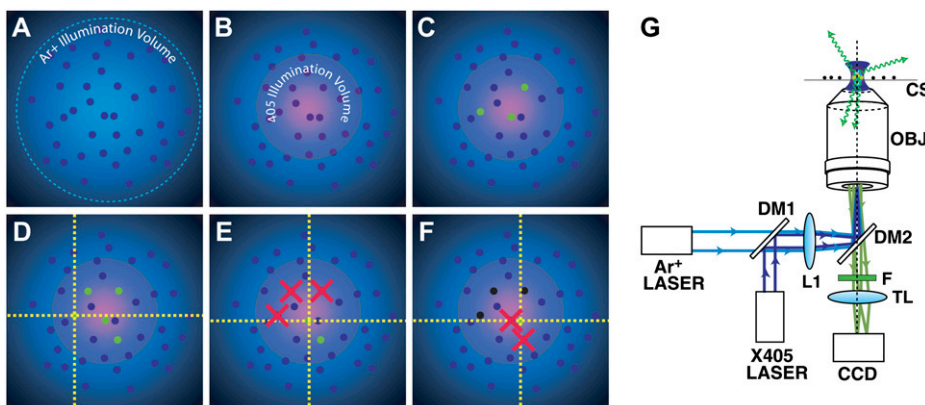 A
Ar+ Illumination Volume
B
405 Illumination Volume
C
D
E
F
G
CS
OBJ
DM1
DM2
Ar+
LASER
L1
F
TL
X405
LASER
CCD